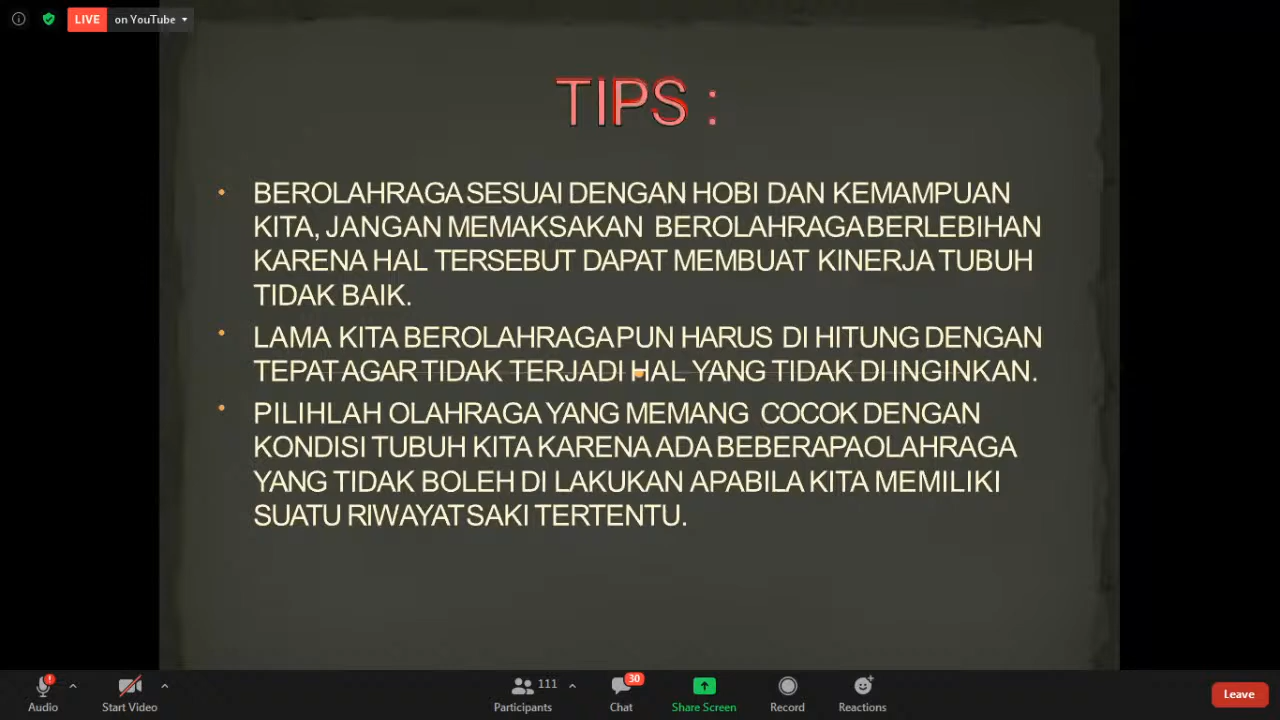 LIVE on YouTube
TIPS :
• BEROLAHRAGA SESUAI DENGAN HOBI DAN KEMAMPUAN
KITA, JANGAN MEMAKSAKAN BEROLAHRAGA BERLEBIHAN
KARENA HAL TERSEBUT DAPAT MEMBUAT KINERJA TUBUH
TIDAK BAIK.
• LAMA KITA BEROLAHRAGA PUN HARUS DI HITUNG DENGAN
TEPAT AGAR TIDAK TERJADI HAL YANG TIDAK DI INGINKAN.
• PILIHLAH OLAHRAGA YANG MEMANG COCOK DENGAN
KONDISI TUBUH KITA KARENA ADA BEBERAPA OLAHRAGA
YANG TIDAK BOLEH DI LAKUKAN APABILA KITA MEMILIKI
SUATU RIWAYAT SAKI TERTENTU.
111
30
Audio Start Video Participants Chat Share Screen Record Reactions Leave